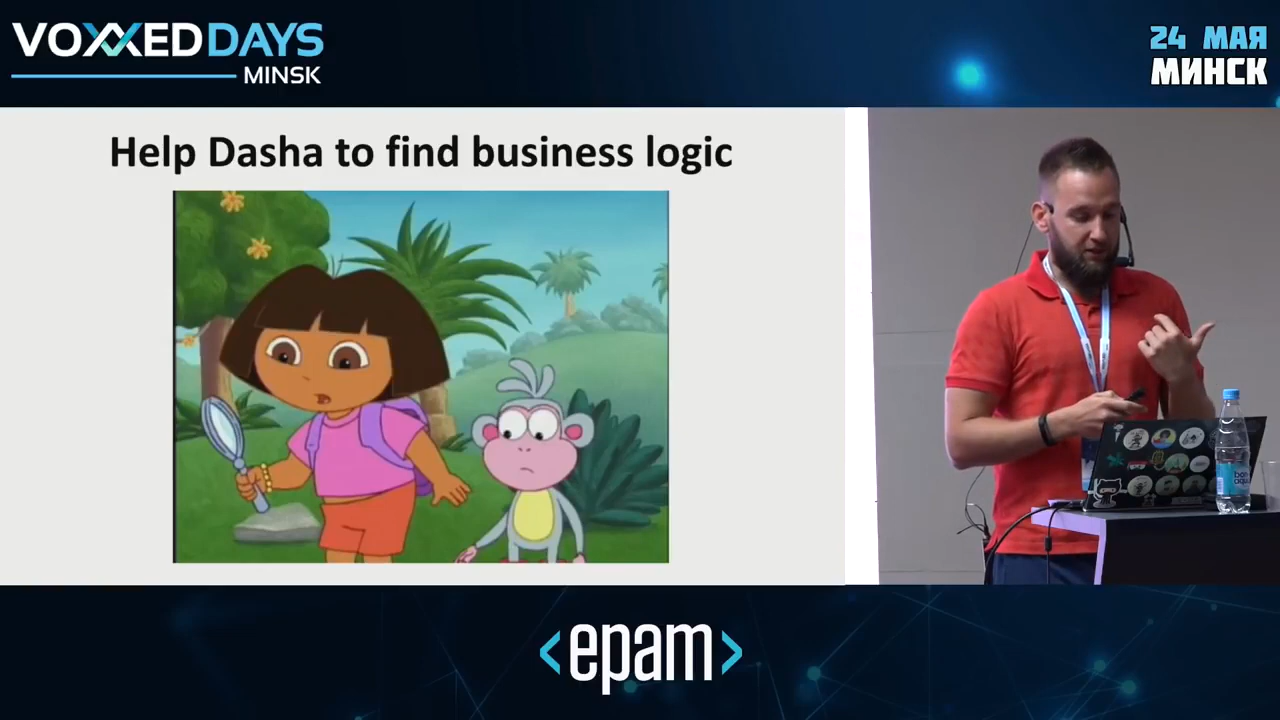 VOXXEDDAYS
MINSK
24 МАЯ
МИНСК
Help Dasha to find business logic
<epam>